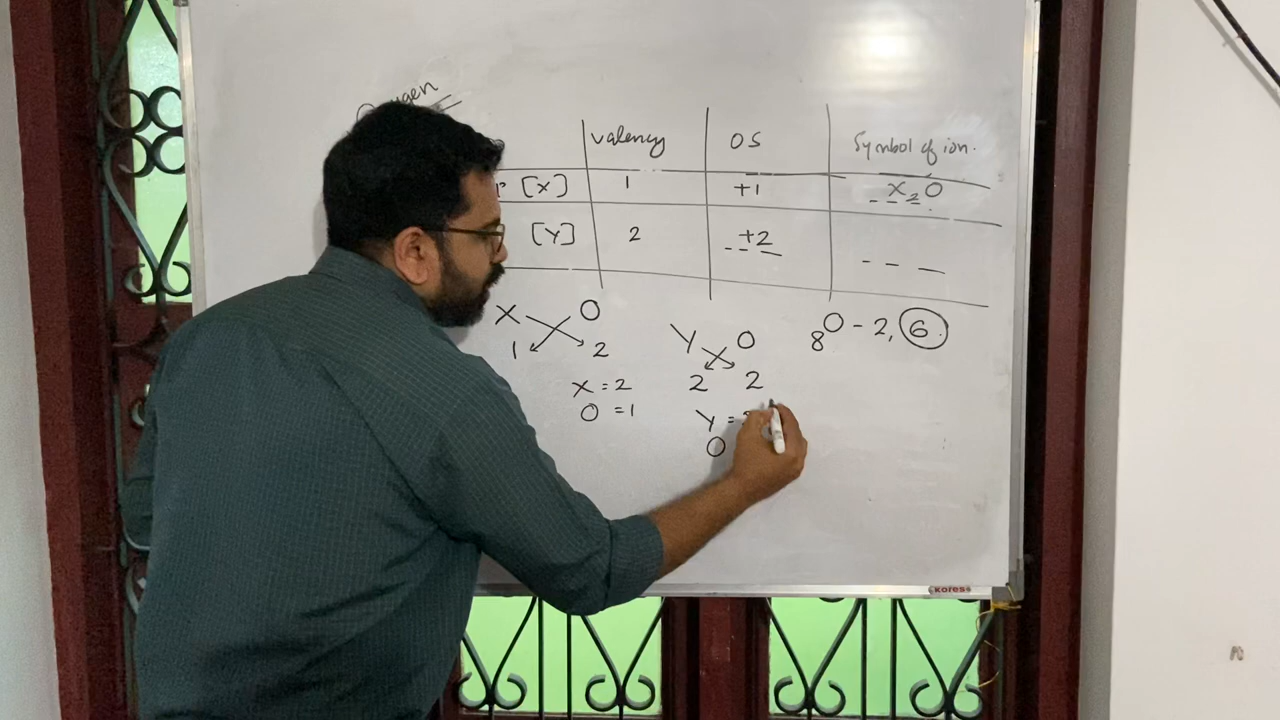 valency OS Symbol of ion.
[X] 1 +1 X₂O
[Y] 2 +2
X O
1 2
X = 2
O = 1
Y O
2 2
Y =
O
₈O - 2, 6
kores